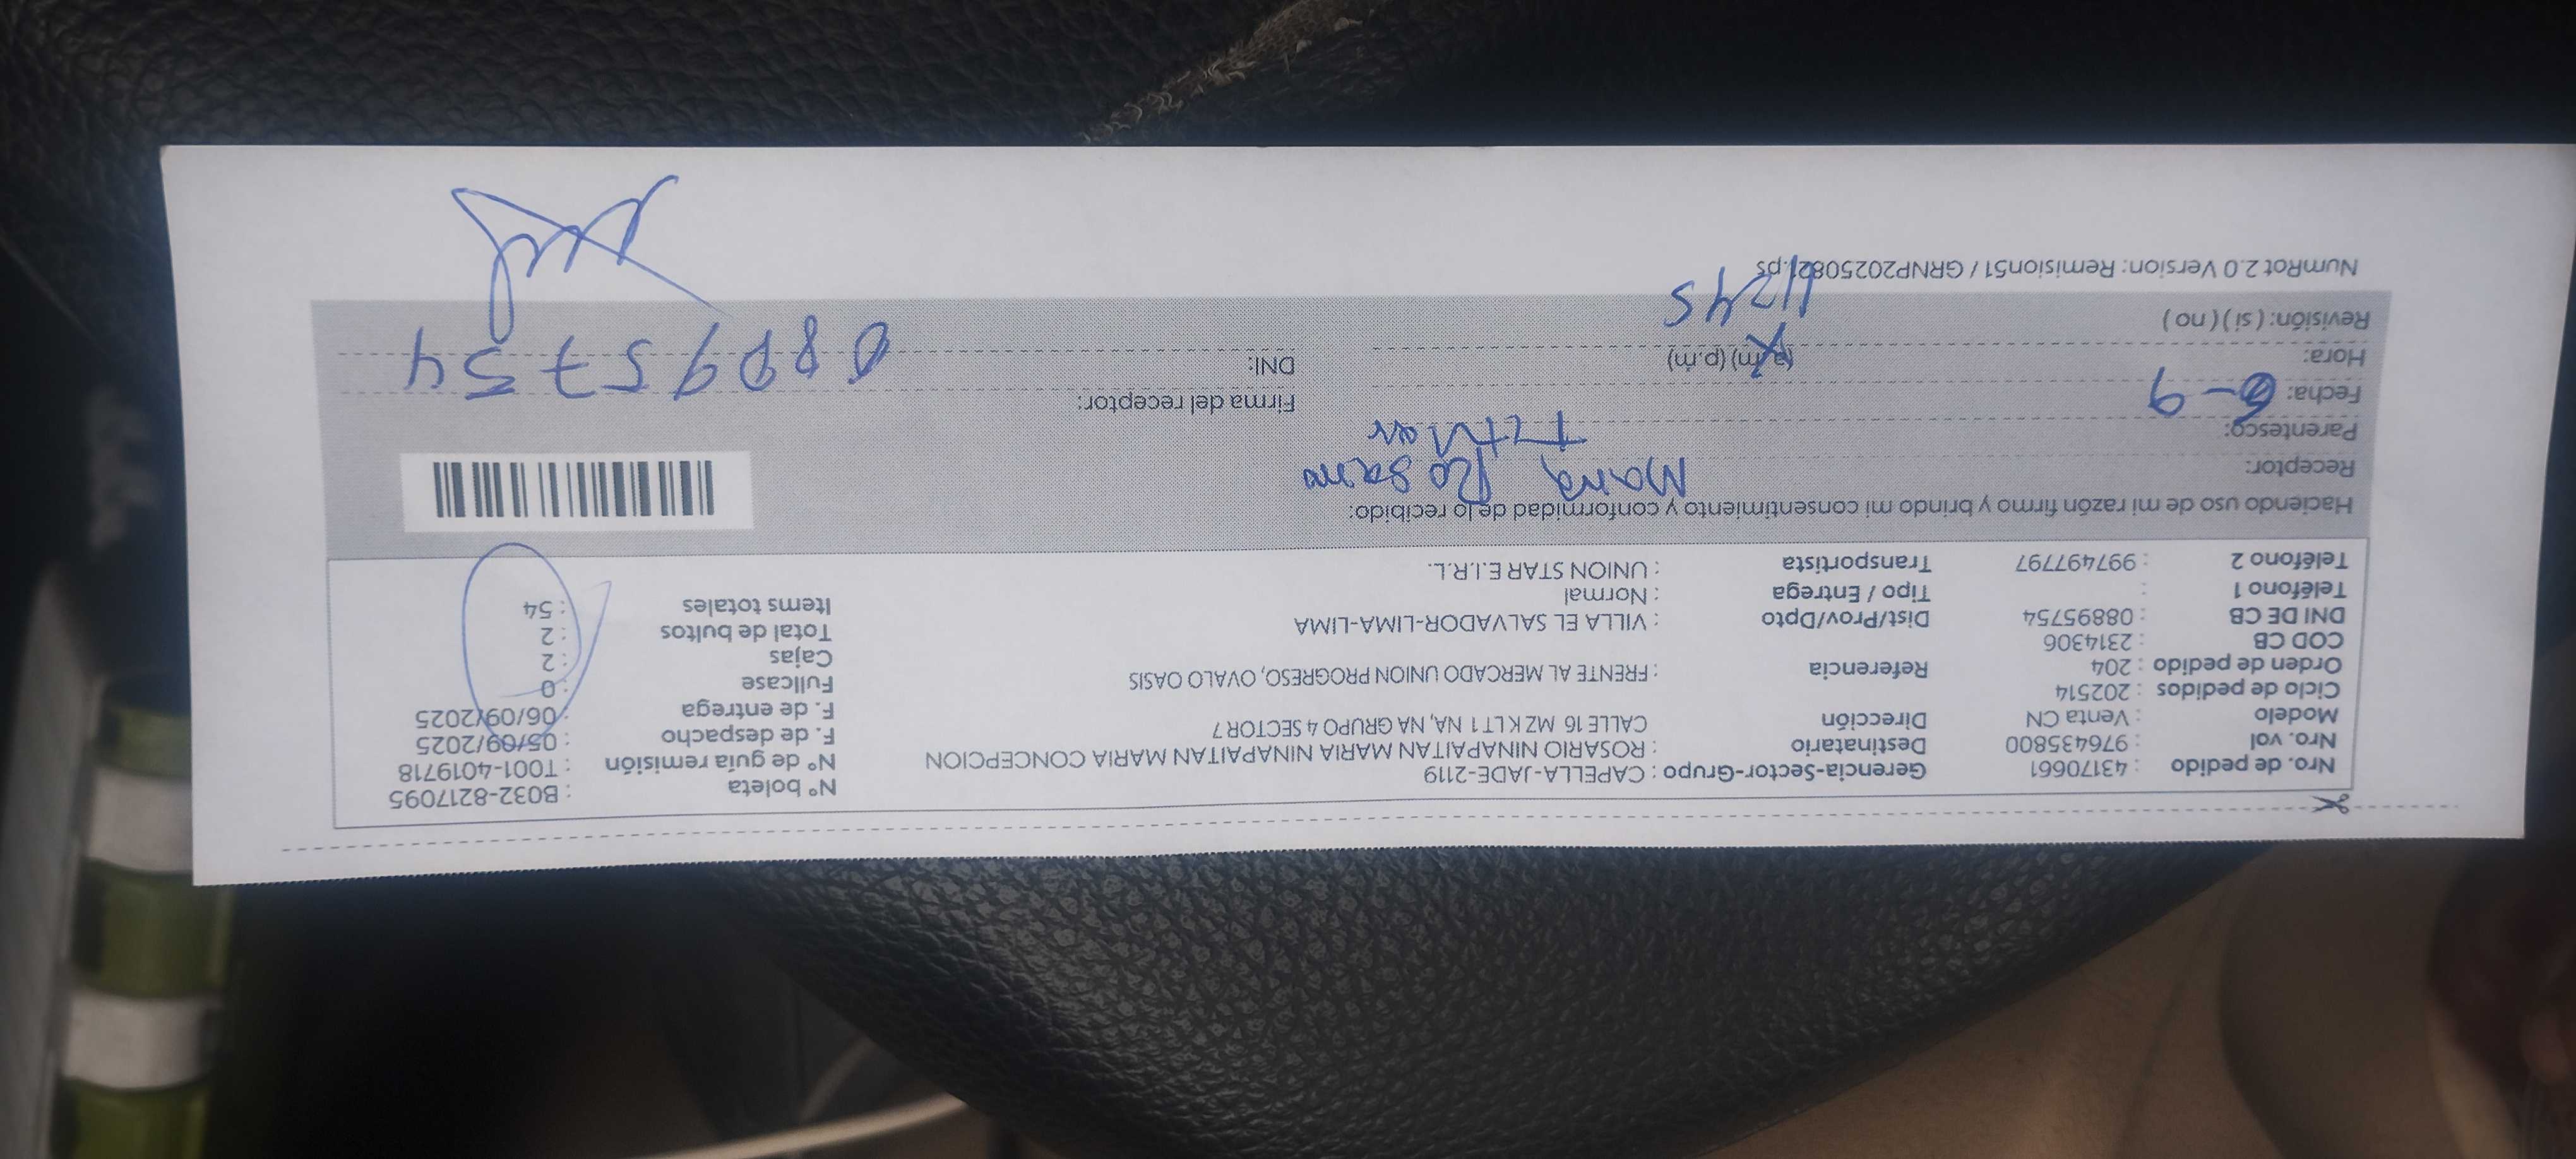 Nro. de pedido : 43170661 Gerencia-Sector-Grupo : CAPELLA-JADE-2119 N° boleta : B032-8217095
Nro. vol : 976435800 Destinatario : ROSARIO NINAPAITAN NINAPAITAN MARIA MARIA CONCEPCION N° de guía remisión : T001-4019718
Modelo : Venta CN Dirección CALLE 16 MZ K LT 1 NA, NA GRUPO 4 SECTOR 7 F. de despacho : 05/09/2025
Ciclo de pedidos : 202514 F. de entrega : 06/09/2025
Orden de pedido : 204 Referencia : FRENTE AL MERCADO UNION PROGRESO, OVALO OASIS Fullcase : 0
COD CB : 2314306 Cajas : 2
DNI DE CB : 08895754 Dist/Prov/Dpto : VILLA EL SALVADOR-LIMA-LIMA Total de bultos : 2
Teléfono 1 : Tipo / Entrega : Normal Items totales : 54
Teléfono 2 : 997497797 Transportista : UNION STAR E.I.R.L.
Haciendo uso de mi razón firmo y brindo mi consentimiento y conformidad de lo recibido:
Receptor: Maria Rosario
Parentesco: Titular
Fecha: 6-9 Firma del receptor:
Hora: (a.m) (p.m) DNI: 08895754
Revisión: ( si ) ( no ) 11245
NumRot 2.0 Version: Remision51 / GRNP20250821.ps